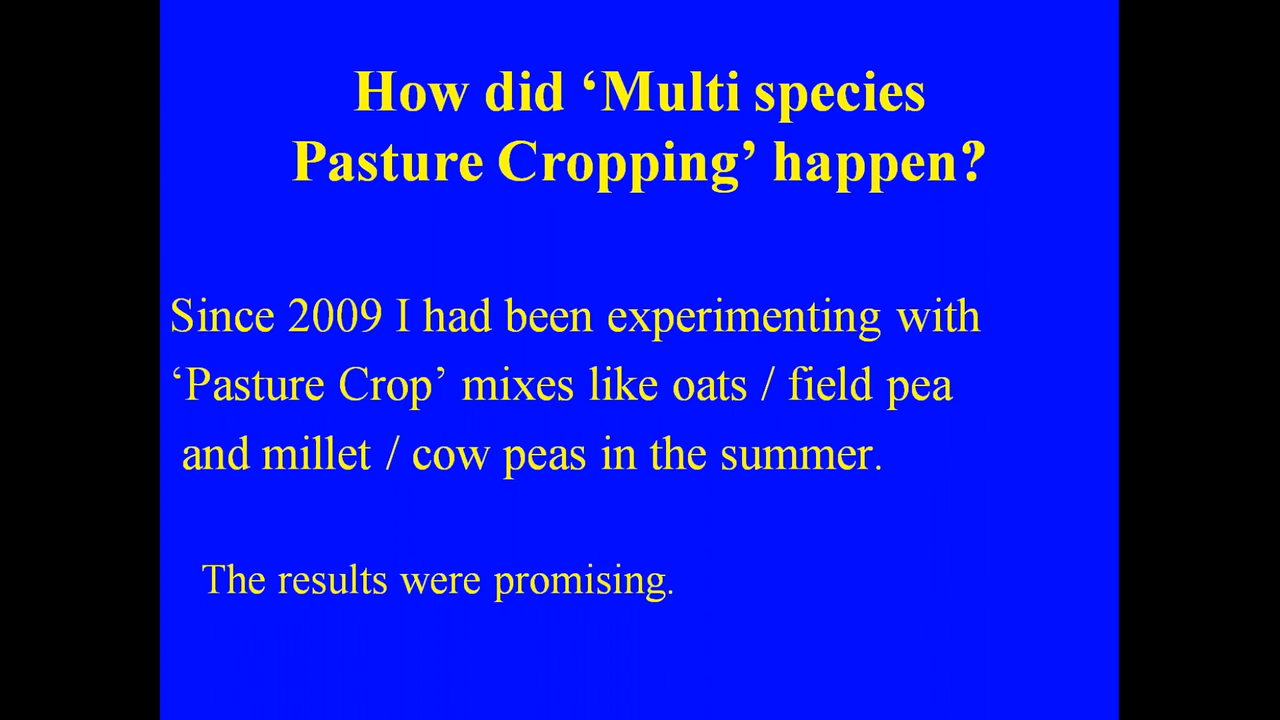 How did ‘Multi species
Pasture Cropping’ happen?
Since 2009 I had been experimenting with
‘Pasture Crop’ mixes like oats / field pea
and millet / cow peas in the summer.
The results were promising.